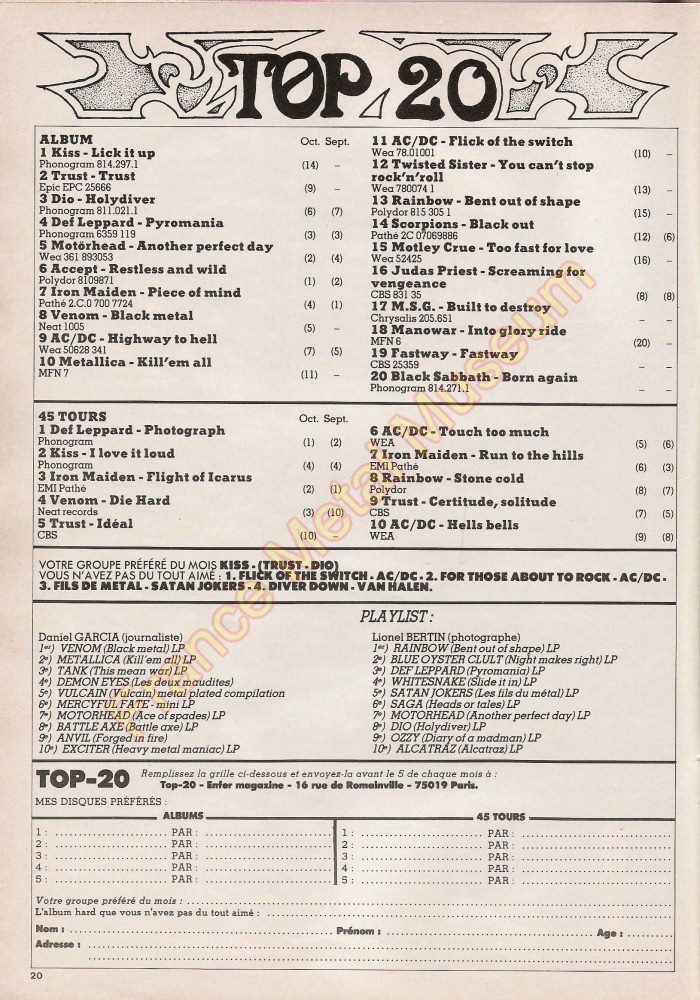 TOP 20
ALBUM Oct. Sept.
1 Kiss - Lick it up
Phonogram 814.297.1 (14) –
2 Trust - Trust
Epic EPC 25666 (9) –
3 Dio - Holydiver
Phonogram 811.021.1 (6) (7)
4 Def Leppard - Pyromania
Phonogram 6359 119 (3) (3)
5 Motörhead - Another perfect day
Wea 361 893053 (2) (4)
6 Accept - Restless and wild
Polydor 8109871 (1) (2)
7 Iron Maiden - Piece of mind
Pathé 2.C.0 700 7724 (4) (1)
8 Venom - Black metal
Neat 1005 (5) –
9 AC/DC - Highway to hell
Wea 50628 341 (7) (5)
10 Metallica - Kill'em all
MFN 7 (11) –
11 AC/DC - Flick of the switch
Wea 78.01001 (10) –
12 Twisted Sister - You can't stop
rock'n'roll
Wea 780074 1 (13) –
13 Rainbow - Bent out of shape
Polydor 815 305 1 (15) –
14 Scorpions - Black out
Pathé 2C 07069886 (12) (6)
15 Motley Crue - Too fast for love
Wea 52425 (16) –
16 Judas Priest - Screaming for
vengeance
CBS 831 35 (8) (8)
17 M.S.G. - Built to destroy
Chrysalis 205.651 – –
18 Manowar - Into glory ride
MFN 6 (20) –
19 Fastway - Fastway
CBS 25359 – –
20 Black Sabbath - Born again
Phonogram 814.271.1 – –
45 TOURS Oct. Sept.
1 Def Leppard - Photograph
Phonogram (1) (2)
2 Kiss - I love it loud
Phonogram (4) (4)
3 Iron Maiden - Flight of Icarus
EMI Pathé (2) (1)
4 Venom - Die Hard
Neat records (3) (10)
5 Trust - Idéal
CBS (10) –
6 AC/DC - Touch too much
WEA (5) (6)
7 Iron Maiden - Run to the hills
EMI Pathé (6) (3)
8 Rainbow - Stone cold
Polydor (8) (7)
9 Trust - Certitude, solitude
CBS (7) (5)
10 AC/DC - Hells bells
WEA (9) (8)
VOTRE GROUPE PRÉFÉRÉ DU MOIS KISS - (TRUST - DIO)
VOUS N'AVEZ PAS DU TOUT AIMÉ : 1. FLICK OF THE SWITCH - AC/DC - 2. FOR THOSE ABOUT TO ROCK - AC/DC -
3. FILS DE METAL - SATAN JOKERS - 4. DIVER DOWN - VAN HALEN.
PLAYLIST :
Daniel GARCIA (journaliste)
1er) VENOM (Black metal) LP
2e) METALLICA (Kill'em all) LP
3e) TANK (This mean war) LP
4e) DEMON EYES (Les deux maudites)
5e) VULCAIN (Vulcain) metal plated compilation
6e) MERCYFUL FATE - mini LP
7e) MOTORHEAD (Ace of spades) LP
8e) BATTLE AXE (Battle axe) LP
9e) ANVIL (Forged in fire)
10e) EXCITER (Heavy metal maniac) LP
Lionel BERTIN (photographe)
1er) RAINBOW (Bent out of shape) LP
2e) BLUE OYSTER CLULT (Night makes right) LP
3e) DEF LEPPARD (Pyromania) LP
4e) WHITESNAKE (Slide it in) LP
5e) SATAN JOKERS (Les fils du métal) LP
6e) SAGA (Heads or tales) LP
7e) MOTORHEAD (Another perfect day) LP
8e) DIO (Holydiver) LP
9e) OZZY (Diary of a madman) LP
10e) ALCATRAZ (Alcatraz) LP
TOP-20 Remplissez la grille ci-dessous et envoyez-la avant le 5 de chaque mois à :
Top-20 - Enfer magazine - 16 rue de Romainville - 75019 Paris.
MES DISQUES PRÉFÉRÉS :
ALBUMS
1 : PAR :
2 : PAR :
3 : PAR :
4 : PAR :
5 : PAR :
45 TOURS
1 : PAR :
2 : PAR :
3 : PAR :
4 : PAR :
5 : PAR :
Votre groupe préféré du mois :
L'album hard que vous n'avez pas du tout aimé :
Nom : Prénom : Age :
Adresse :
20
France Metal Museum